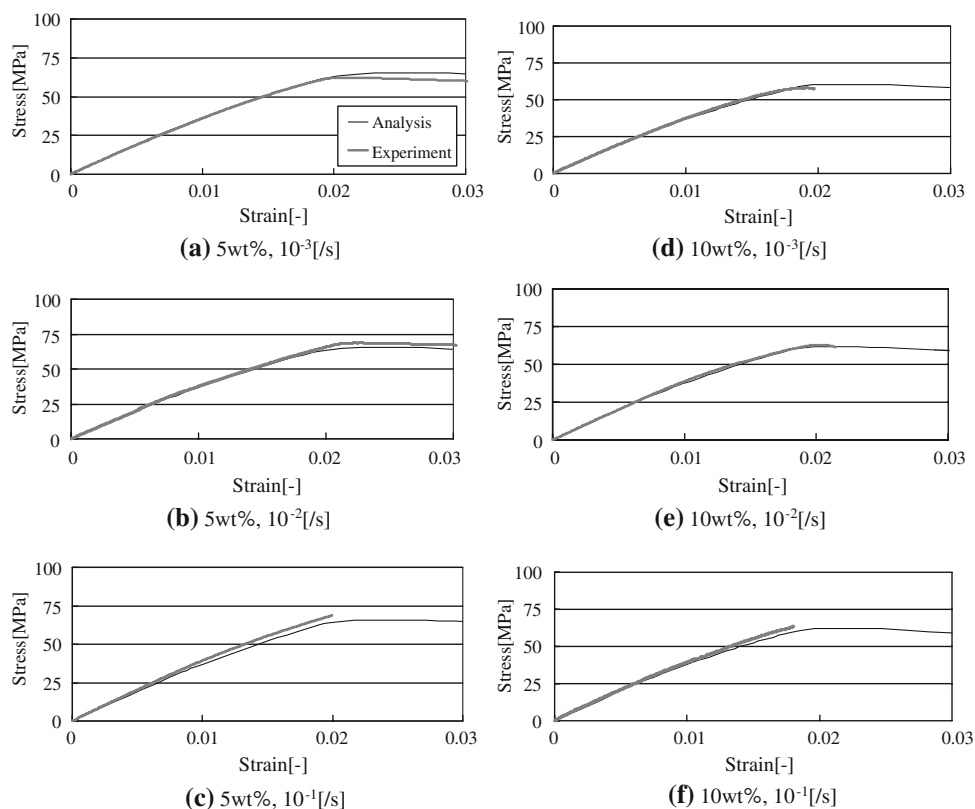 100
75
50
25
0
Stress[MPa]
Analysis
Experiment
0
0.01
0.02
0.03
Strain[-]
(a) 5wt%, 10⁻³[/s]
100
75
50
25
0
Stress[MPa]
0
0.01
0.02
0.03
Strain[-]
(d) 10wt%, 10⁻³[/s]
100
75
50
25
0
Stress[MPa]
0
0.01
0.02
0.03
Strain[-]
(b) 5wt%, 10⁻²[/s]
100
75
50
25
0
Stress[MPa]
0
0.01
0.02
0.03
Strain[-]
(e) 10wt%, 10⁻²[/s]
100
75
50
25
0
Stress[MPa]
0
0.01
0.02
0.03
Strain[-]
(c) 5wt%, 10⁻¹[/s]
100
75
50
25
0
Stress[MPa]
0
0.01
0.02
0.03
Strain[-]
(f) 10wt%, 10⁻¹[/s]